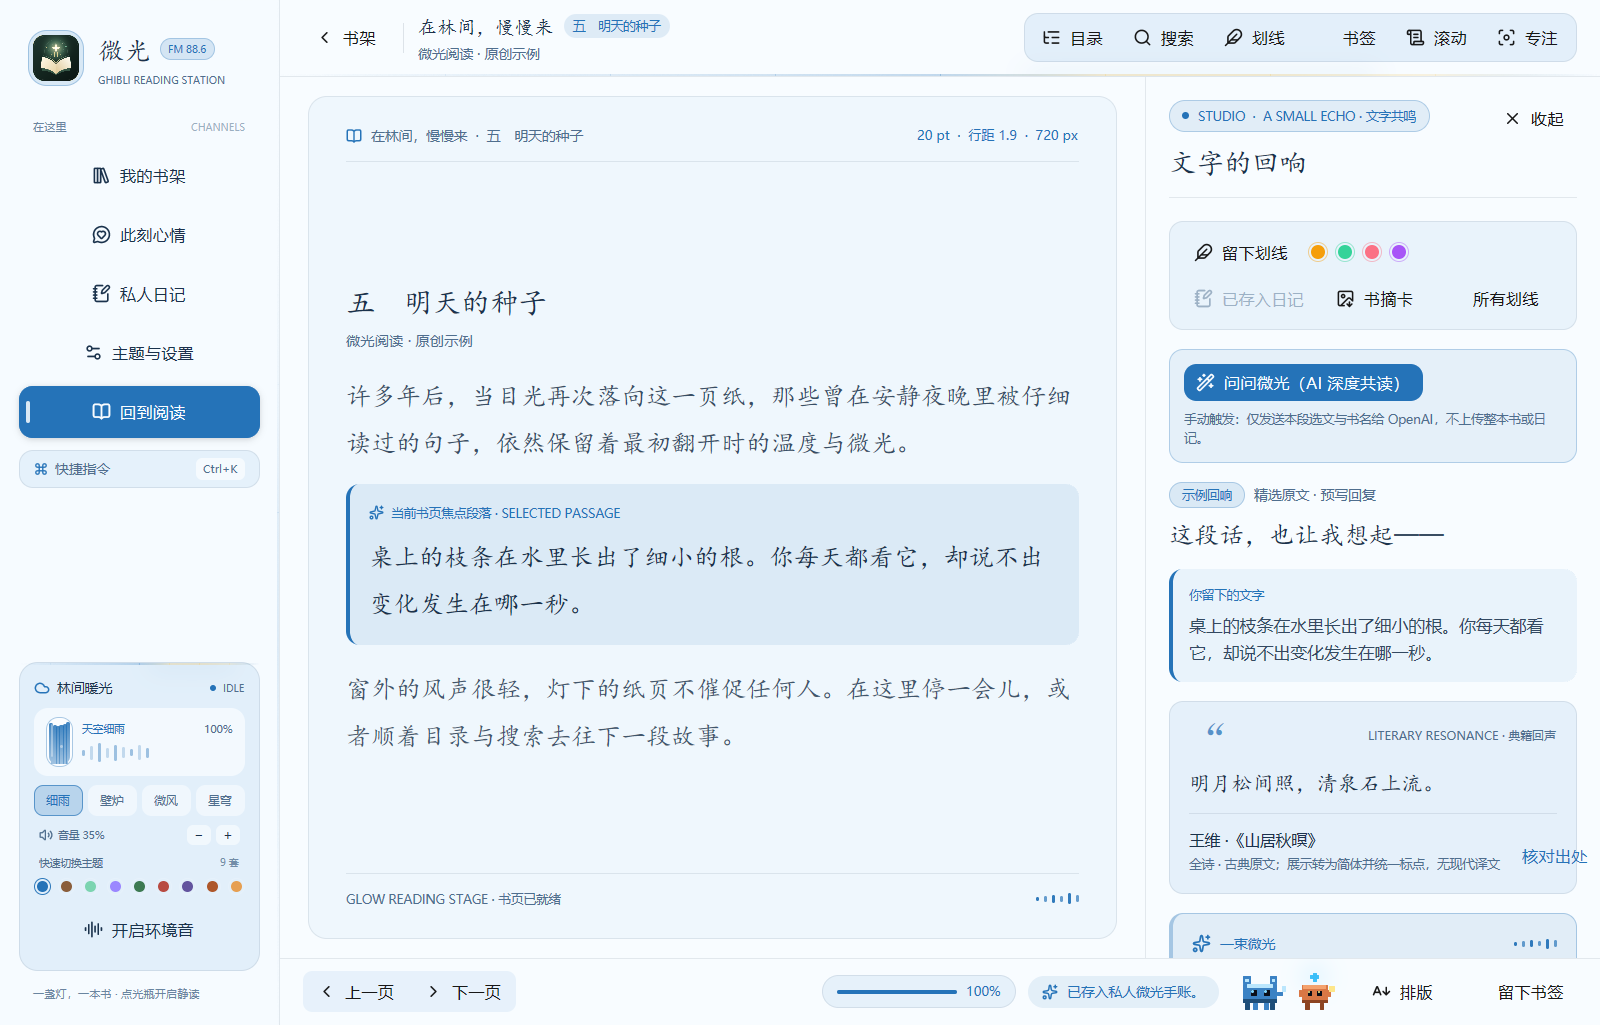 微光 FM 88.6
GHIBLI READING STATION
在这里 CHANNELS
我的书架
此刻心情
私人日记
主题与设置
回到阅读
快捷指令 Ctrl+K
林间暖光 IDLE
天空细雨 100%
细雨 壁炉 微风 星穹
音量 35% − +
快速切换主题 9 套
开启环境音
一盏灯，一本书 · 点光瓶开启静读
书架
在林间，慢慢来 五　明天的种子
微光阅读 · 原创示例
目录 搜索 划线 书签 滚动 专注
在林间，慢慢来 · 五　明天的种子 20 pt · 行距 1.9 · 720 px
五　明天的种子
微光阅读 · 原创示例
许多年后，当目光再次落向这一页纸，那些曾在安静夜晚里被仔细
读过的句子，依然保留着最初翻开时的温度与微光。
当前书页焦点段落 · SELECTED PASSAGE
桌上的枝条在水里长出了细小的根。你每天都看它，却说不出
变化发生在哪一秒。
窗外的风声很轻，灯下的纸页不催促任何人。在这里停一会儿，或
者顺着目录与搜索去往下一段故事。
GLOW READING STAGE · 书页已就绪
STUDIO · A SMALL ECHO · 文字共鸣 收起
文字的回响
留下划线
已存入日记 书摘卡 所有划线
问问微光（AI 深度共读）
手动触发：仅发送本段选文与书名给 OpenAI，不上传整本书或日
记。
示例回响 精选原文 · 预写回复
这段话，也让我想起——
你留下的文字
桌上的枝条在水里长出了细小的根。你每天都看
它，却说不出变化发生在哪一秒。
“ LITERARY RESONANCE · 典籍回声
明月松间照，清泉石上流。
王维 · 《山居秋暝》
全诗 · 古典原文；展示转为简体并统一标点，无现代译文 核对出处
一束微光
上一页 下一页 100% 已存入私人微光手账。 排版 留下书签